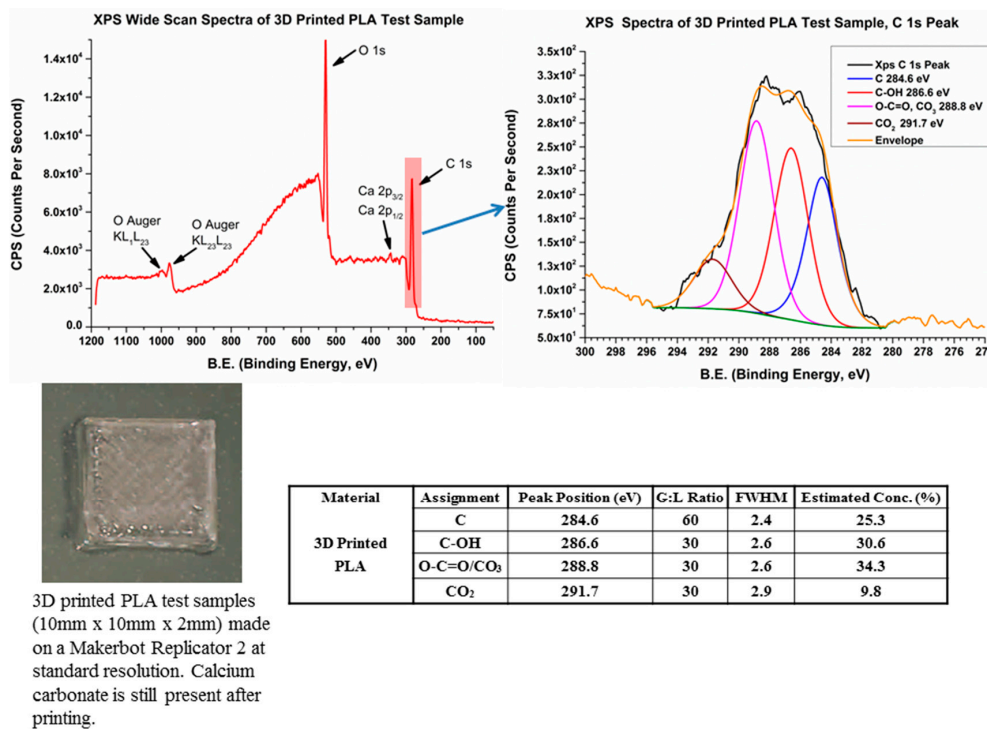 XPS Wide Scan Spectra of 3D Printed PLA Test Sample
1.4x10⁴
1.2x10⁴
1.0x10⁴
8.0x10³
6.0x10³
4.0x10³
2.0x10³
0.0
CPS (Counts Per Second)
O 1s
C 1s
Ca 2p3/2
Ca 2p1/2
O Auger
KL₁L₂₃
O Auger
KL₂₃L₂₃
1200 1100 1000 900 800 700 600 500 400 300 200 100
B.E. (Binding Energy, eV)
XPS Spectra of 3D Printed PLA Test Sample, C 1s Peak
3.5x10²
3.3x10²
3.0x10²
2.8x10²
2.5x10²
2.3x10²
2.0x10²
1.8x10²
1.5x10²
1.3x10²
1.0x10²
7.5x10¹
5.0x10¹
CPS (Counts Per Second)
Xps C 1s Peak
C 284.6 eV
C-OH 286.6 eV
O-C=O, CO₃ 288.8 eV
CO₂ 291.7 eV
Envelope
300 298 296 294 292 290 288 286 284 282 280 278 276 274
B.E. (Binding Energy, eV)
Material Assignment Peak Position (eV) G:L Ratio FWHM Estimated Conc. (%)
3D Printed PLA
C 284.6 60 2.4 25.3
C-OH 286.6 30 2.6 30.6
O-C=O/CO₃ 288.8 30 2.6 34.3
CO₂ 291.7 30 2.9 9.8
3D printed PLA test samples
(10mm x 10mm x 2mm) made
on a Makerbot Replicator 2 at
standard resolution. Calcium
carbonate is still present after
printing.